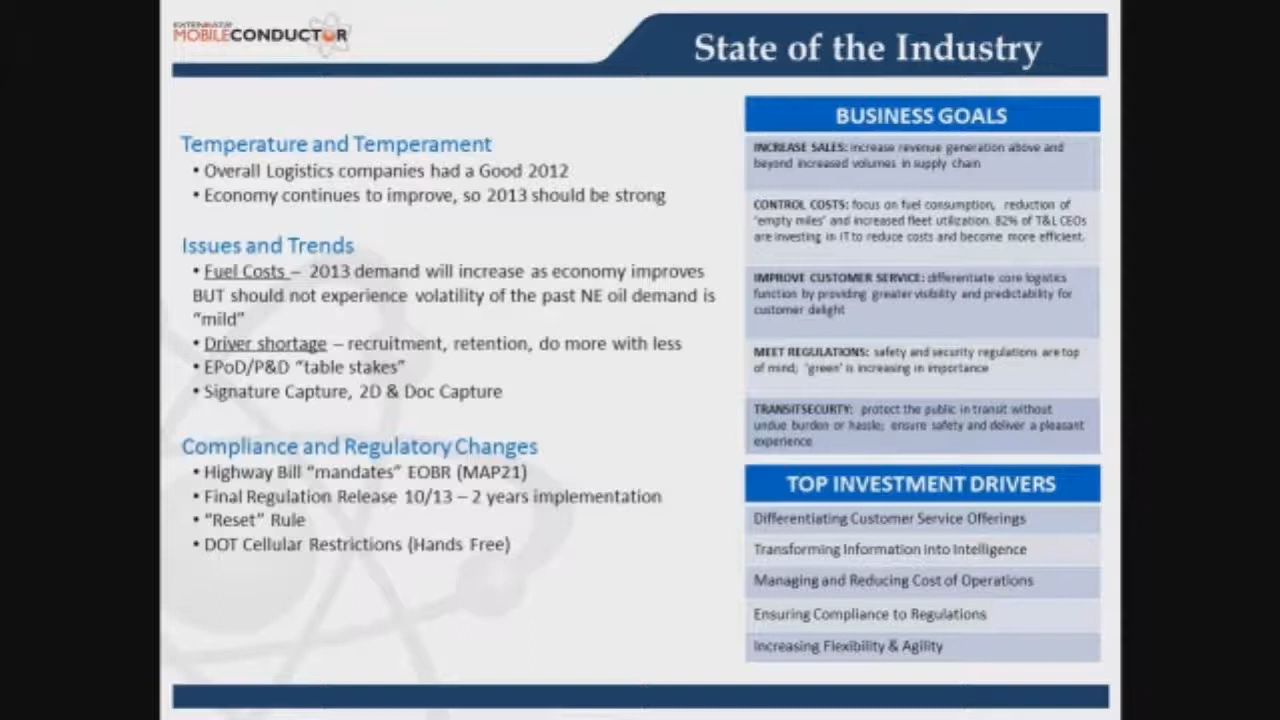 EXTENDATA
MOBILECONDUCTOR
State of the Industry
Temperature and Temperament
• Overall Logistics companies had a Good 2012
• Economy continues to improve, so 2013 should be strong
Issues and Trends
• Fuel Costs – 2013 demand will increase as economy improves
BUT should not experience volatility of the past NE oil demand is
“mild”
• Driver shortage – recruitment, retention, do more with less
• EPoD/P&D “table stakes”
• Signature Capture, 2D & Doc Capture
Compliance and Regulatory Changes
• Highway Bill “mandates” EOBR (MAP21)
• Final Regulation Release 10/13 – 2 years implementation
• “Reset” Rule
• DOT Cellular Restrictions (Hands Free)
BUSINESS GOALS
INCREASE SALES: increase revenue generation above and
beyond increased volumes in supply chain
CONTROL COSTS: focus on fuel consumption, reduction of
‘empty miles’ and increased fleet utilization. 82% of T&L CEOs
are investing in IT to reduce costs and become more efficient.
IMPROVE CUSTOMER SERVICE: differentiate core logistics
function by providing greater visibility and predictability for
customer delight
MEET REGULATIONS: safety and security regulations are top
of mind; ‘green’ is increasing in importance
TRANSITSECURTY: protect the public in transit without
undue burden or hassle; ensure safety and deliver a pleasant
experience
TOP INVESTMENT DRIVERS
Differentiating Customer Service Offerings
Transforming Information into Intelligence
Managing and Reducing Cost of Operations
Ensuring Compliance to Regulations
Increasing Flexibility & Agility